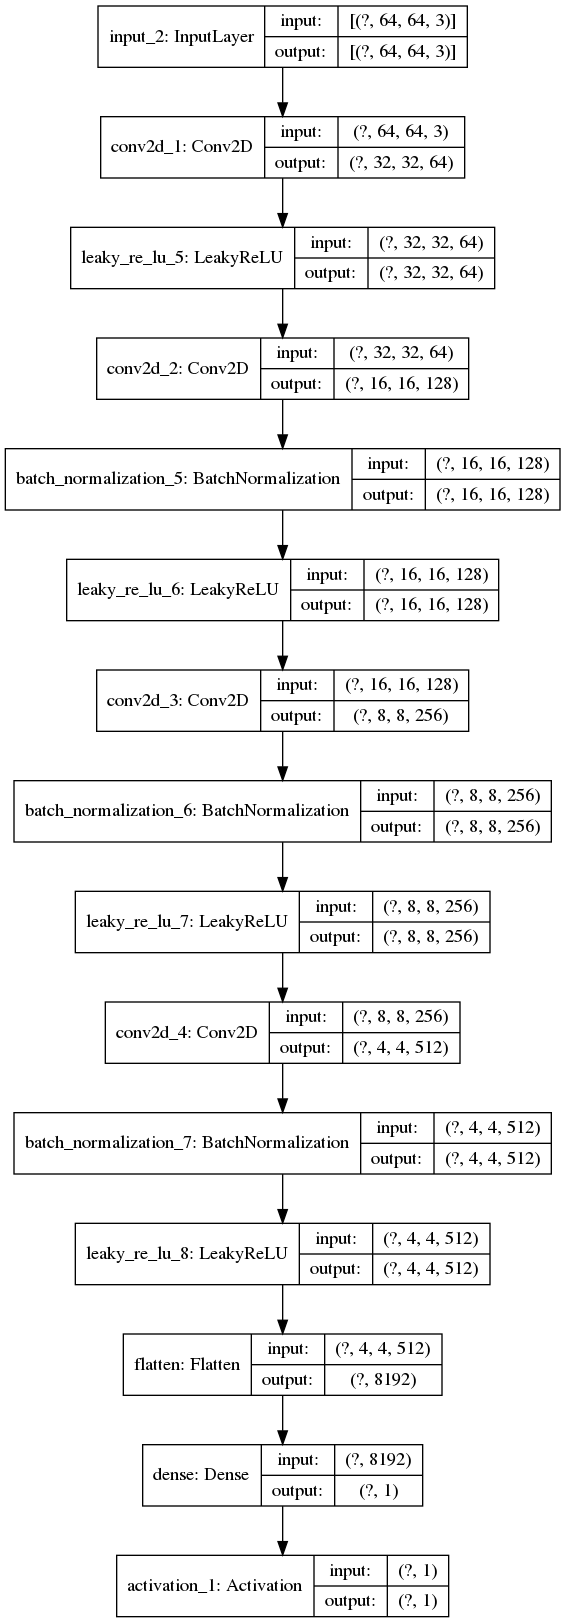 input_2: InputLayer
input: [(?, 64, 64, 3)]
output: [(?, 64, 64, 3)]
conv2d_1: Conv2D
input: (?, 64, 64, 3)
output: (?, 32, 32, 64)
leaky_re_lu_5: LeakyReLU
input: (?, 32, 32, 64)
output: (?, 32, 32, 64)
conv2d_2: Conv2D
input: (?, 32, 32, 64)
output: (?, 16, 16, 128)
batch_normalization_5: BatchNormalization
input: (?, 16, 16, 128)
output: (?, 16, 16, 128)
leaky_re_lu_6: LeakyReLU
input: (?, 16, 16, 128)
output: (?, 16, 16, 128)
conv2d_3: Conv2D
input: (?, 16, 16, 128)
output: (?, 8, 8, 256)
batch_normalization_6: BatchNormalization
input: (?, 8, 8, 256)
output: (?, 8, 8, 256)
leaky_re_lu_7: LeakyReLU
input: (?, 8, 8, 256)
output: (?, 8, 8, 256)
conv2d_4: Conv2D
input: (?, 8, 8, 256)
output: (?, 4, 4, 512)
batch_normalization_7: BatchNormalization
input: (?, 4, 4, 512)
output: (?, 4, 4, 512)
leaky_re_lu_8: LeakyReLU
input: (?, 4, 4, 512)
output: (?, 4, 4, 512)
flatten: Flatten
input: (?, 4, 4, 512)
output: (?, 8192)
dense: Dense
input: (?, 8192)
output: (?, 1)
activation_1: Activation
input: (?, 1)
output: (?, 1)